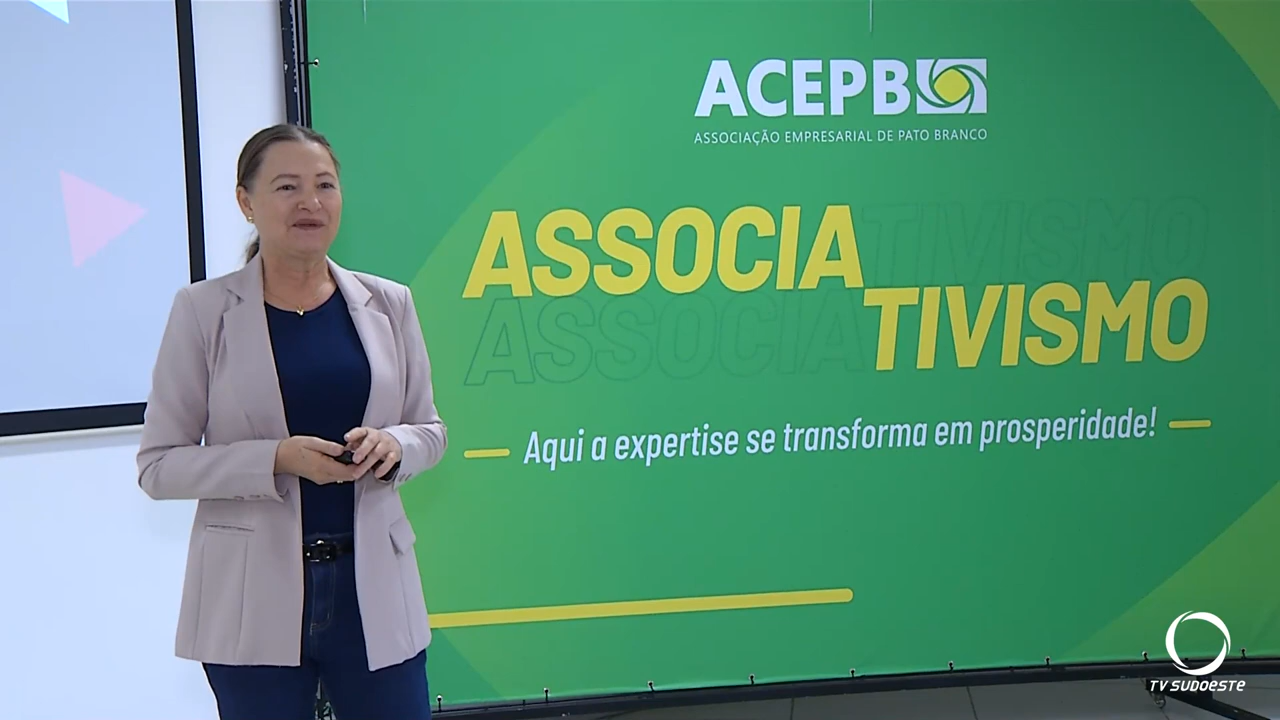 ACEPB
ASSOCIAÇÃO EMPRESARIAL DE PATO BRANCO
ASSOCIATIVISMO
ASSOCIATIVISMO
Aqui a expertise se transforma em prosperidade!
TV SUDOESTE